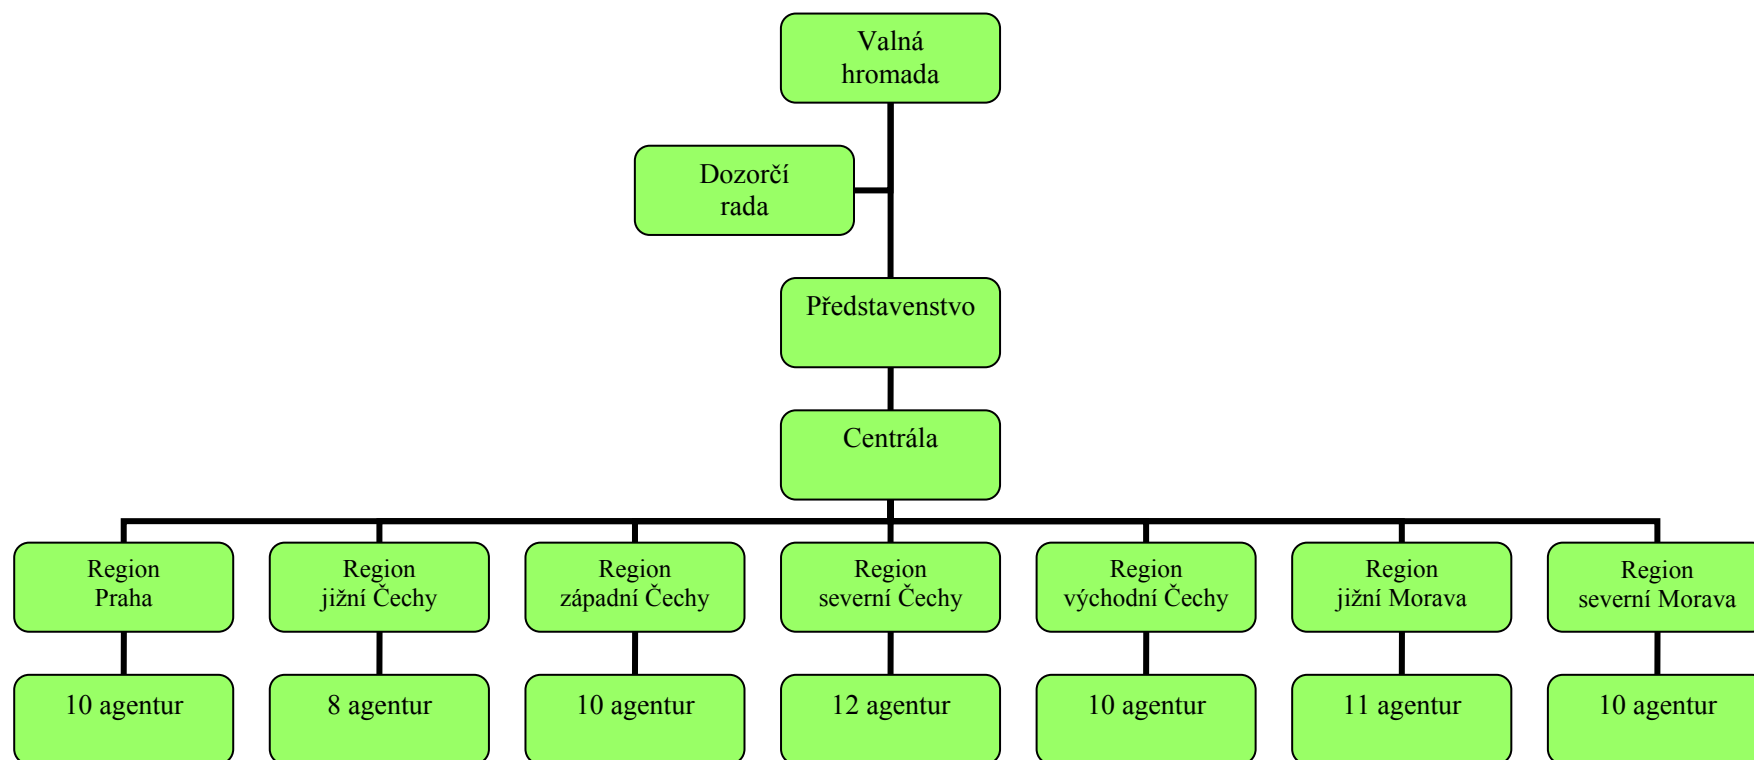 Valná
hromada
Dozorčí
rada
Představenstvo
Centrála
Region
Praha
Region
jižní Čechy
Region
západní Čechy
Region
severní Čechy
Region
východní Čechy
Region
jižní Morava
Region
severní Morava
10 agentur
8 agentur
10 agentur
12 agentur
10 agentur
11 agentur
10 agentur